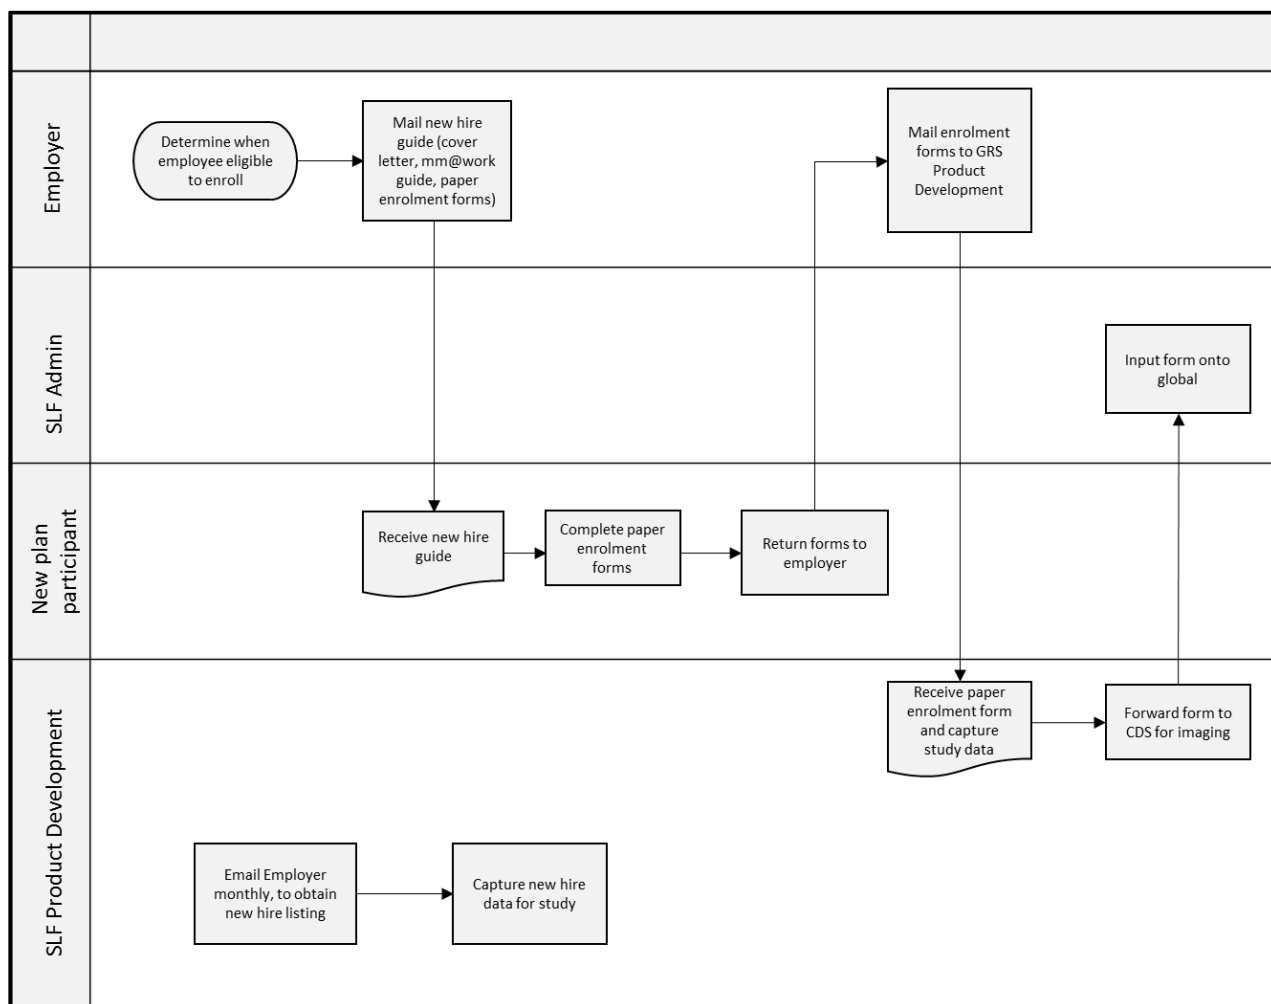 Employer
Determine when
employee eligible
to enroll
Mail new hire
guide (cover
letter, mm@work
guide, paper
enrolment forms)
Mail enrolment
forms to GRS
Product
Development
SLF Admin
Input form onto
global
New plan
participant
Receive new hire
guide
Complete paper
enrolment
forms
Return forms to
employer
SLF Product Development
Receive paper
enrolment form
and capture
study data
Forward form to
CDS for imaging
Email Employer
monthly, to obtain
new hire listing
Capture new hire
data for study